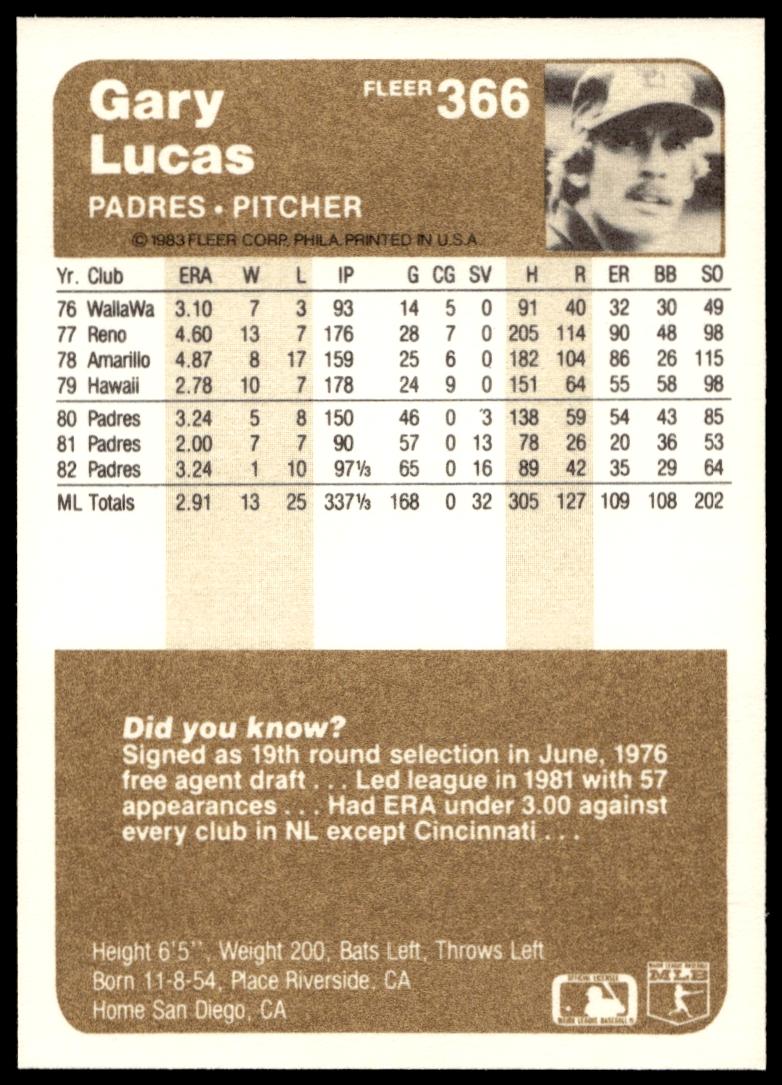 Gary
Lucas
FLEER 366
PADRES • PITCHER
© 1983 FLEER CORP. PHILA. PRINTED IN U.S.A.
Yr. Club ERA W L IP G CG SV H R ER BB SO
76 WallaWa 3.10 7 3 93 14 5 0 91 40 32 30 49
77 Reno 4.60 13 7 176 28 7 0 205 114 90 48 98
78 Amarillo 4.87 8 17 159 25 6 0 182 104 86 26 115
79 Hawaii 2.78 10 7 178 24 9 0 151 64 55 58 98
80 Padres 3.24 5 8 150 46 0 3 138 59 54 43 85
81 Padres 2.00 7 7 90 57 0 13 78 26 20 36 53
82 Padres 3.24 1 10 97⅓ 65 0 16 89 42 35 29 64
ML Totals 2.91 13 25 337⅓ 168 0 32 305 127 109 108 202
Did you know?
Signed as 19th round selection in June, 1976
free agent draft . . . Led league in 1981 with 57
appearances . . . Had ERA under 3.00 against
every club in NL except Cincinnati . . .
Height 6'5'', Weight 200, Bats Left, Throws Left
Born 11-8-54, Place Riverside, CA
Home San Diego, CA
OFFICIAL LICENSEE
MAJOR LEAGUE BASEBALL
MAJOR LEAGUE BASEBALL
MLB